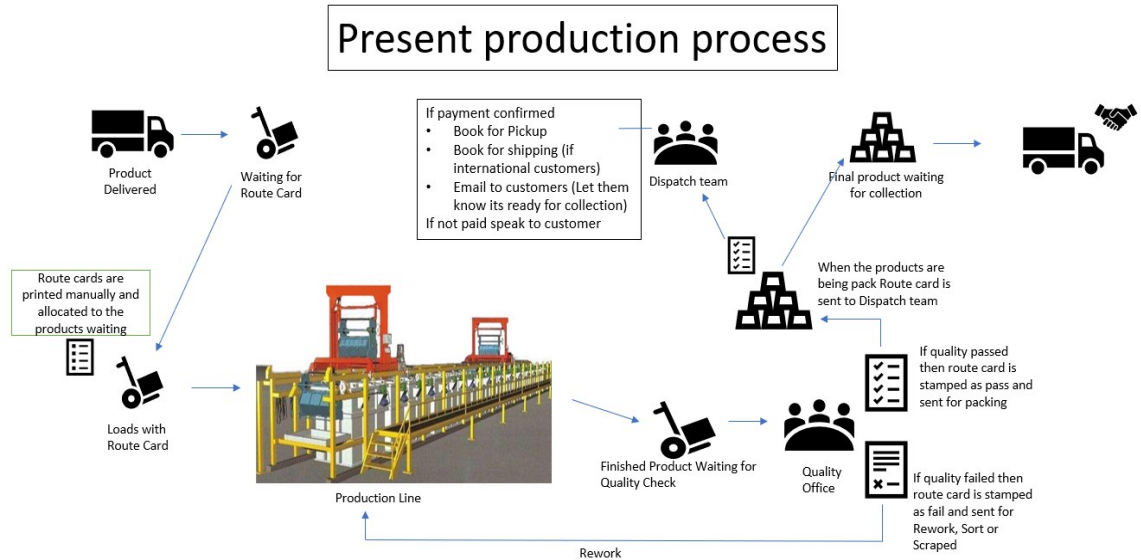 Present production process
Product
Delivered
Waiting for
Route Card
If payment confirmed
• Book for Pickup
• Book for shipping (if
international customers)
• Email to customers (Let them
know its ready for collection)
If not paid speak to customer
Dispatch team
Final product waiting
for collection
Route cards are
printed manually and
allocated to the
products waiting
When the products are
being pack Route card is
sent to Dispatch team
If quality passed
then route card is
stamped as pass and
sent for packing
Loads with
Route Card
Production Line
Finished Product Waiting for
Quality Check
Quality
Office
If quality failed then
route card is stamped
as fail and sent for
Rework, Sort or
Scraped
Rework